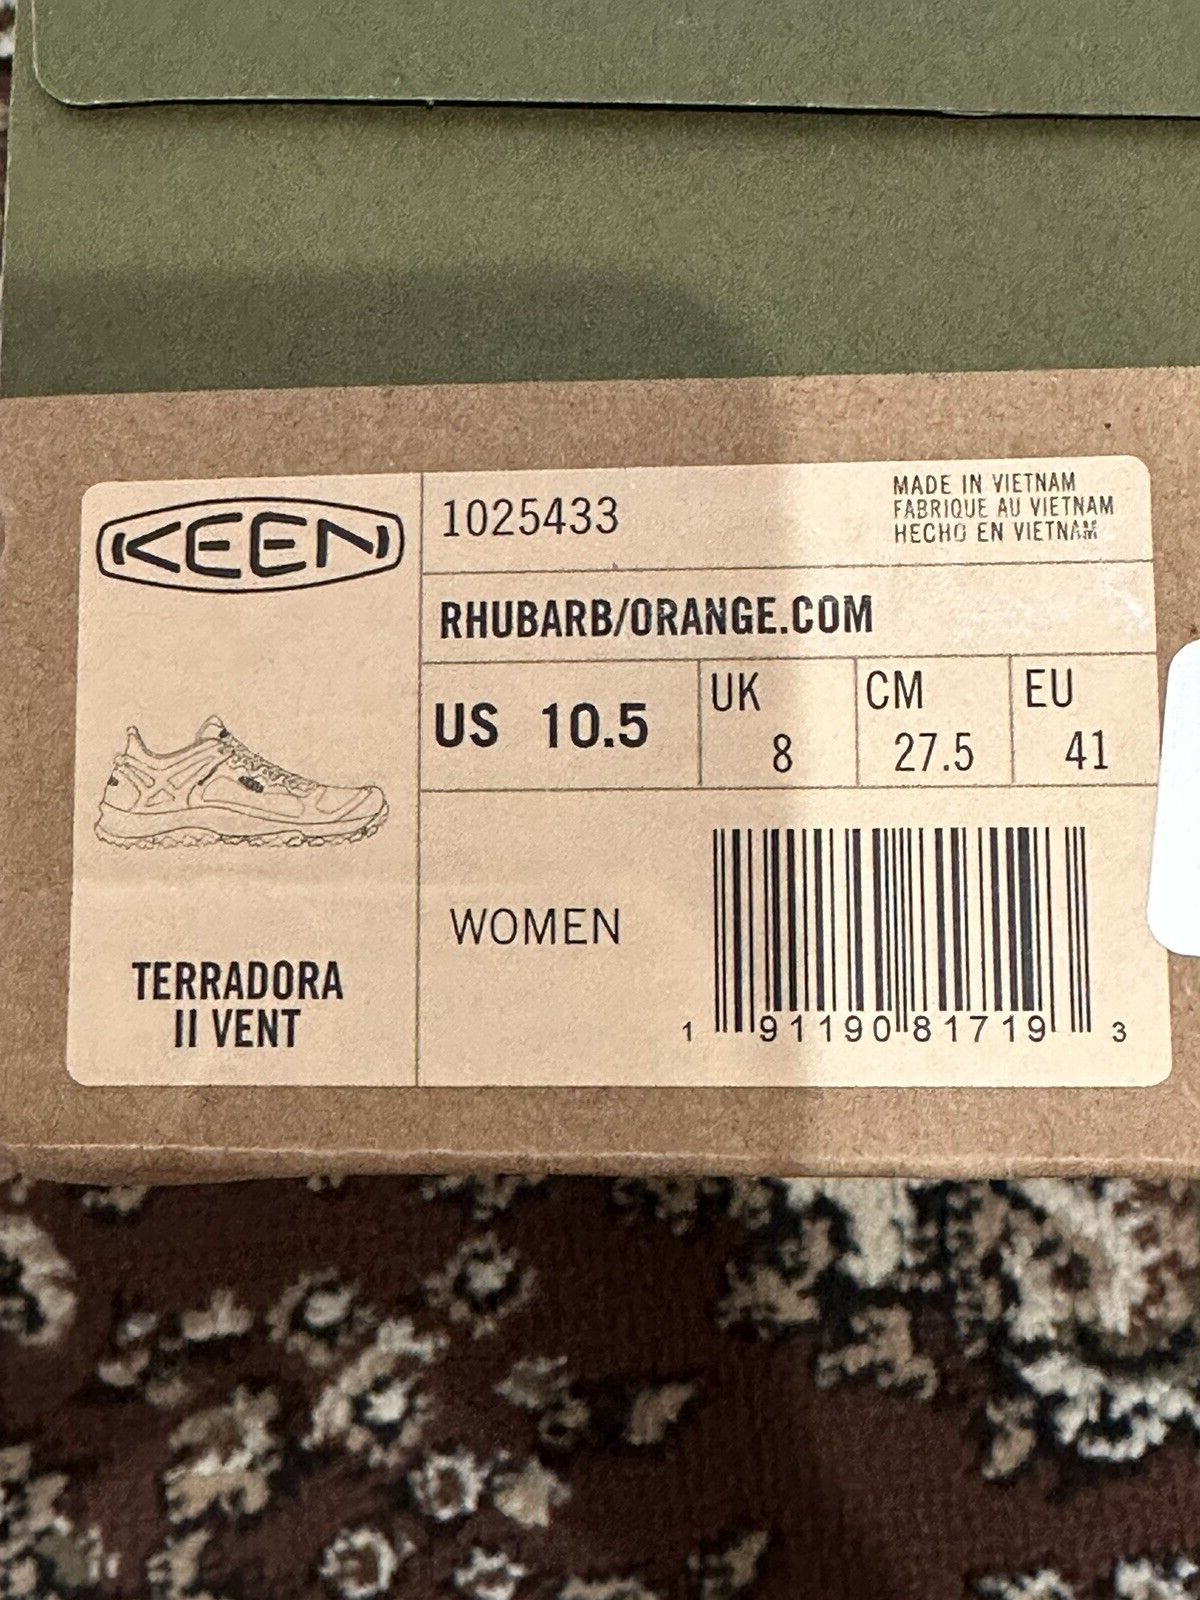 KEEN
1025433
MADE IN VIETNAM
FABRIQUE AU VIETNAM
HECHO EN VIETNAM
RHUBARB/ORANGE.COM
US 10.5
UK
8
CM
27.5
EU
41
WOMEN
TERRADORA
II VENT
1 91190 81719 3